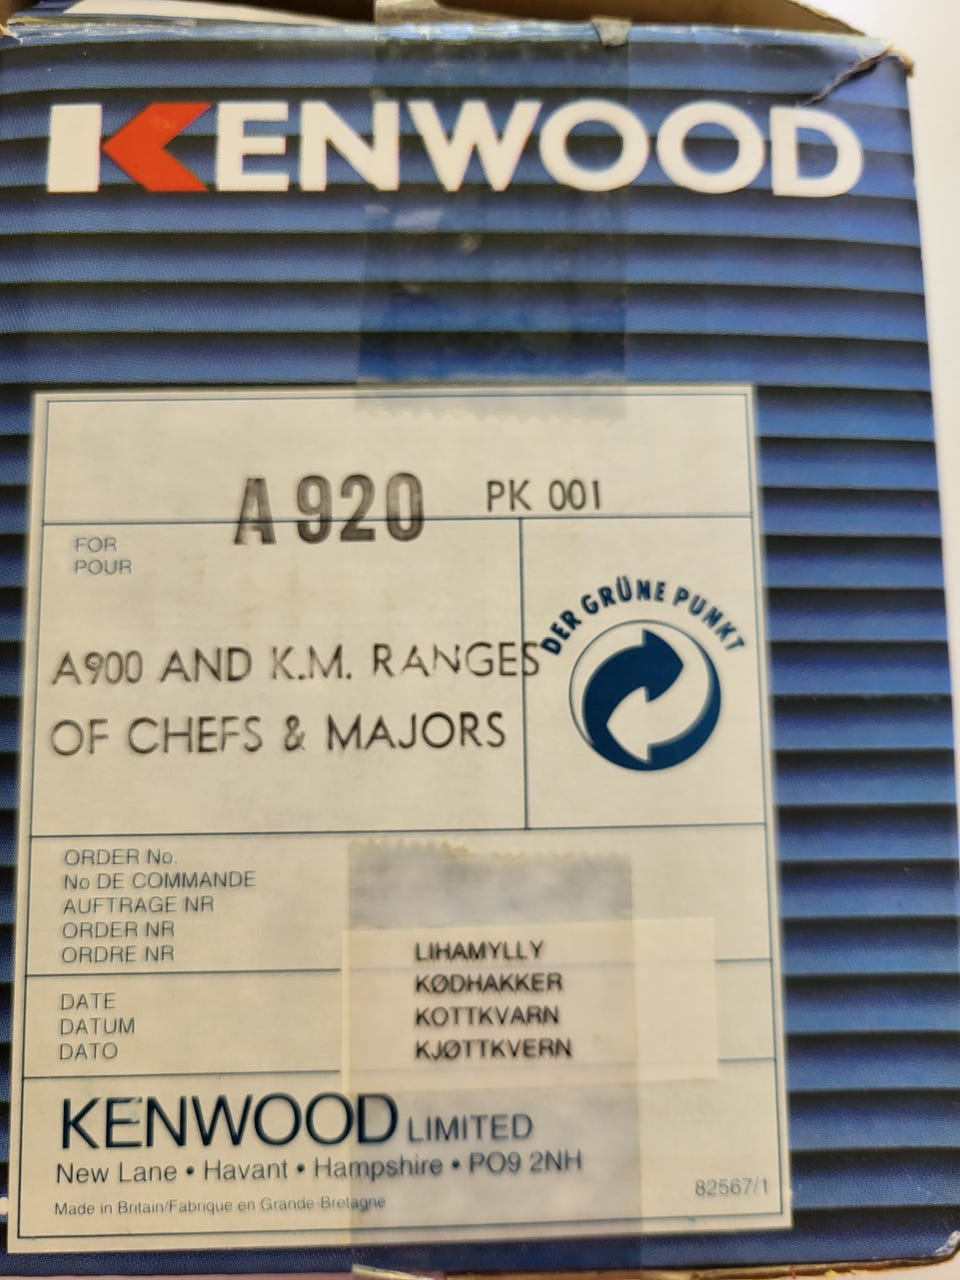 KENWOOD
A920 PK 001
FOR
POUR
A900 AND K.M. RANGES
OF CHEFS & MAJORS
DER GRÜNE PUNKT
ORDER No.
No DE COMMANDE
AUFTRAGE NR
ORDER NR
ORDRE NR
LIHAMYLLY
KØDHAKKER
KOTTKVARN
KJØTTKVERN
DATE
DATUM
DATO
KENWOOD LIMITED
New Lane • Havant • Hampshire • PO9 2NH
82567/1
Made in Britain/Fabrique en Grande-Bretagne